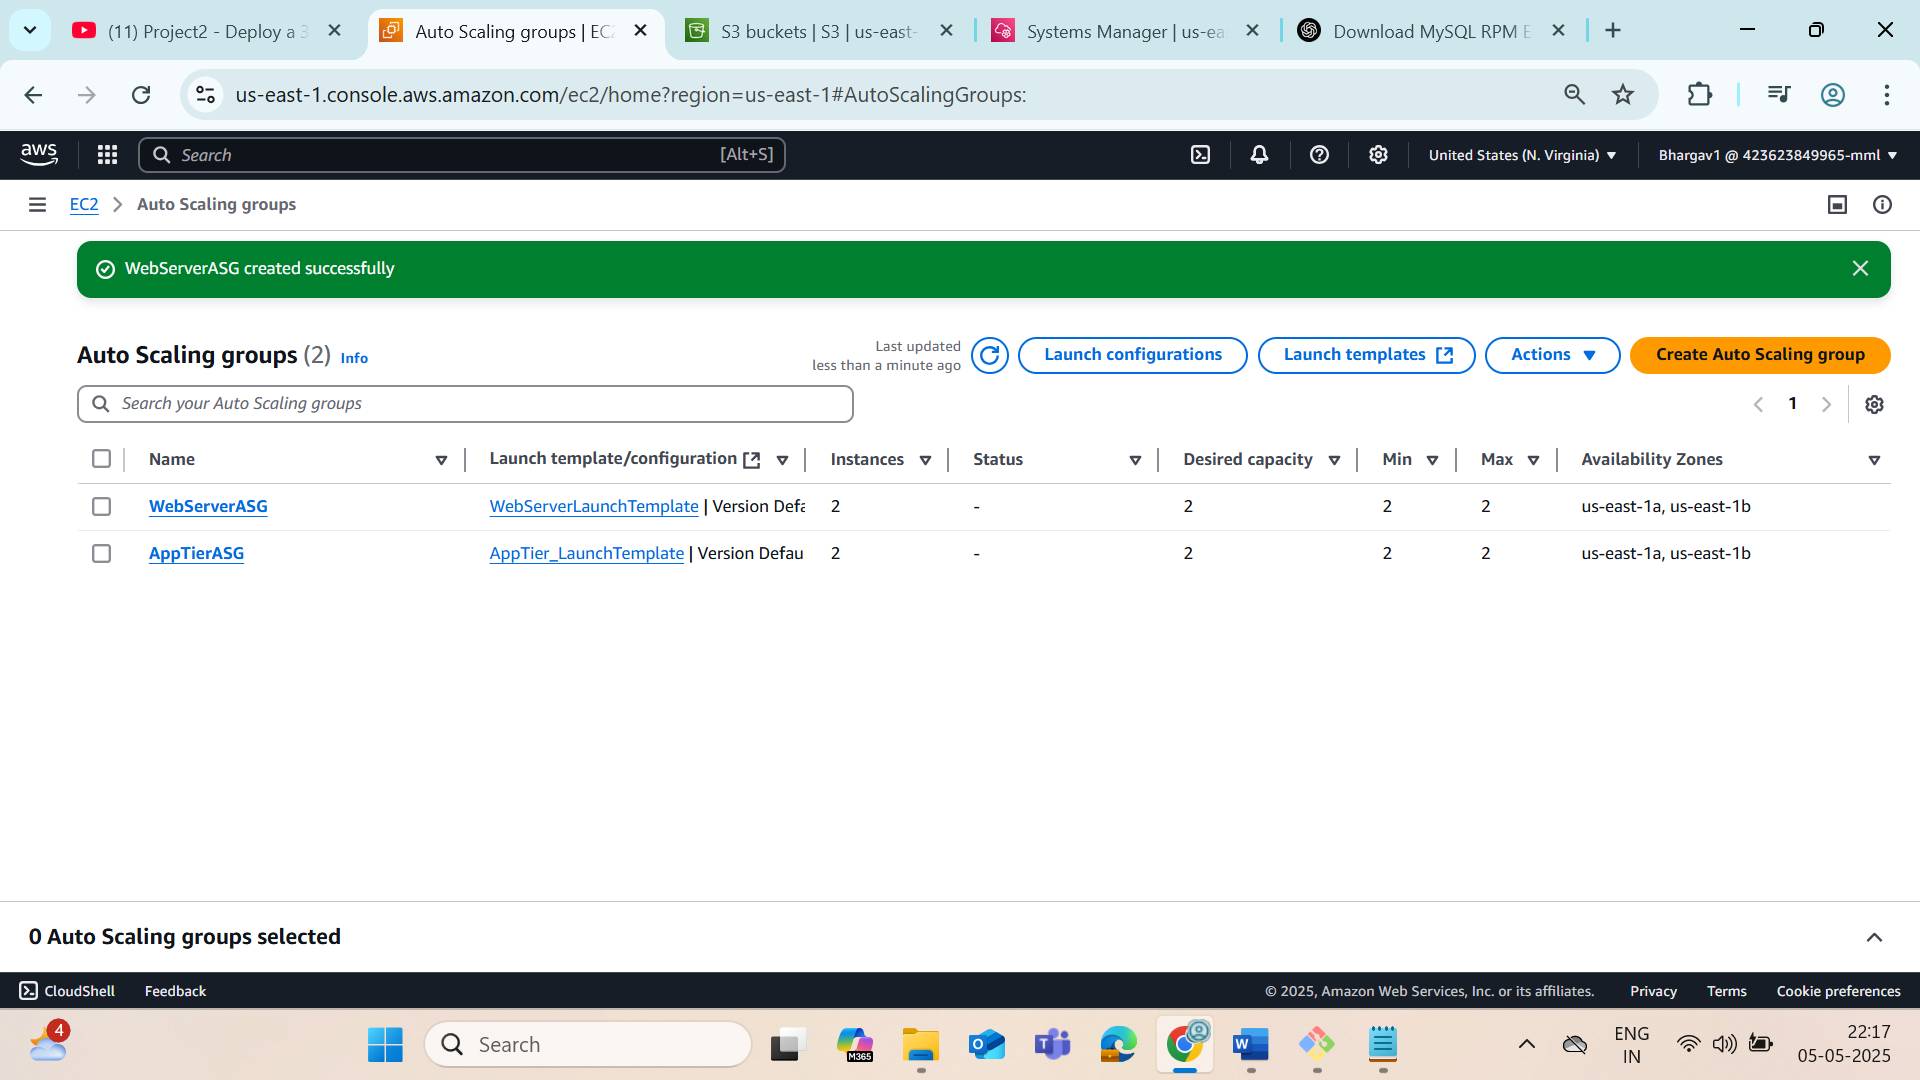 (11) Project2 - Deploy a 3
Auto Scaling groups | EC2
S3 buckets | S3 | us-east-
Systems Manager | us-ea
Download MySQL RPM E
us-east-1.console.aws.amazon.com/ec2/home?region=us-east-1#AutoScalingGroups:
aws
Search
[Alt+S]
United States (N. Virginia)
Bhargav1 @ 423623849965-mml
EC2
Auto Scaling groups
WebServerASG created successfully
Auto Scaling groups (2) Info
Last updated
less than a minute ago
Launch configurations
Launch templates
Actions
Create Auto Scaling group
Search your Auto Scaling groups
1
Name
Launch template/configuration
Instances
Status
Desired capacity
Min
Max
Availability Zones
WebServerASG
WebServerLaunchTemplate | Version Defa
2
-
2
2
2
us-east-1a, us-east-1b
AppTierASG
AppTier_LaunchTemplate | Version Defau
2
-
2
2
2
us-east-1a, us-east-1b
0 Auto Scaling groups selected
CloudShell
Feedback
© 2025, Amazon Web Services, Inc. or its affiliates.
Privacy
Terms
Cookie preferences
4
Search
M365
ENG
IN
22:17
05-05-2025